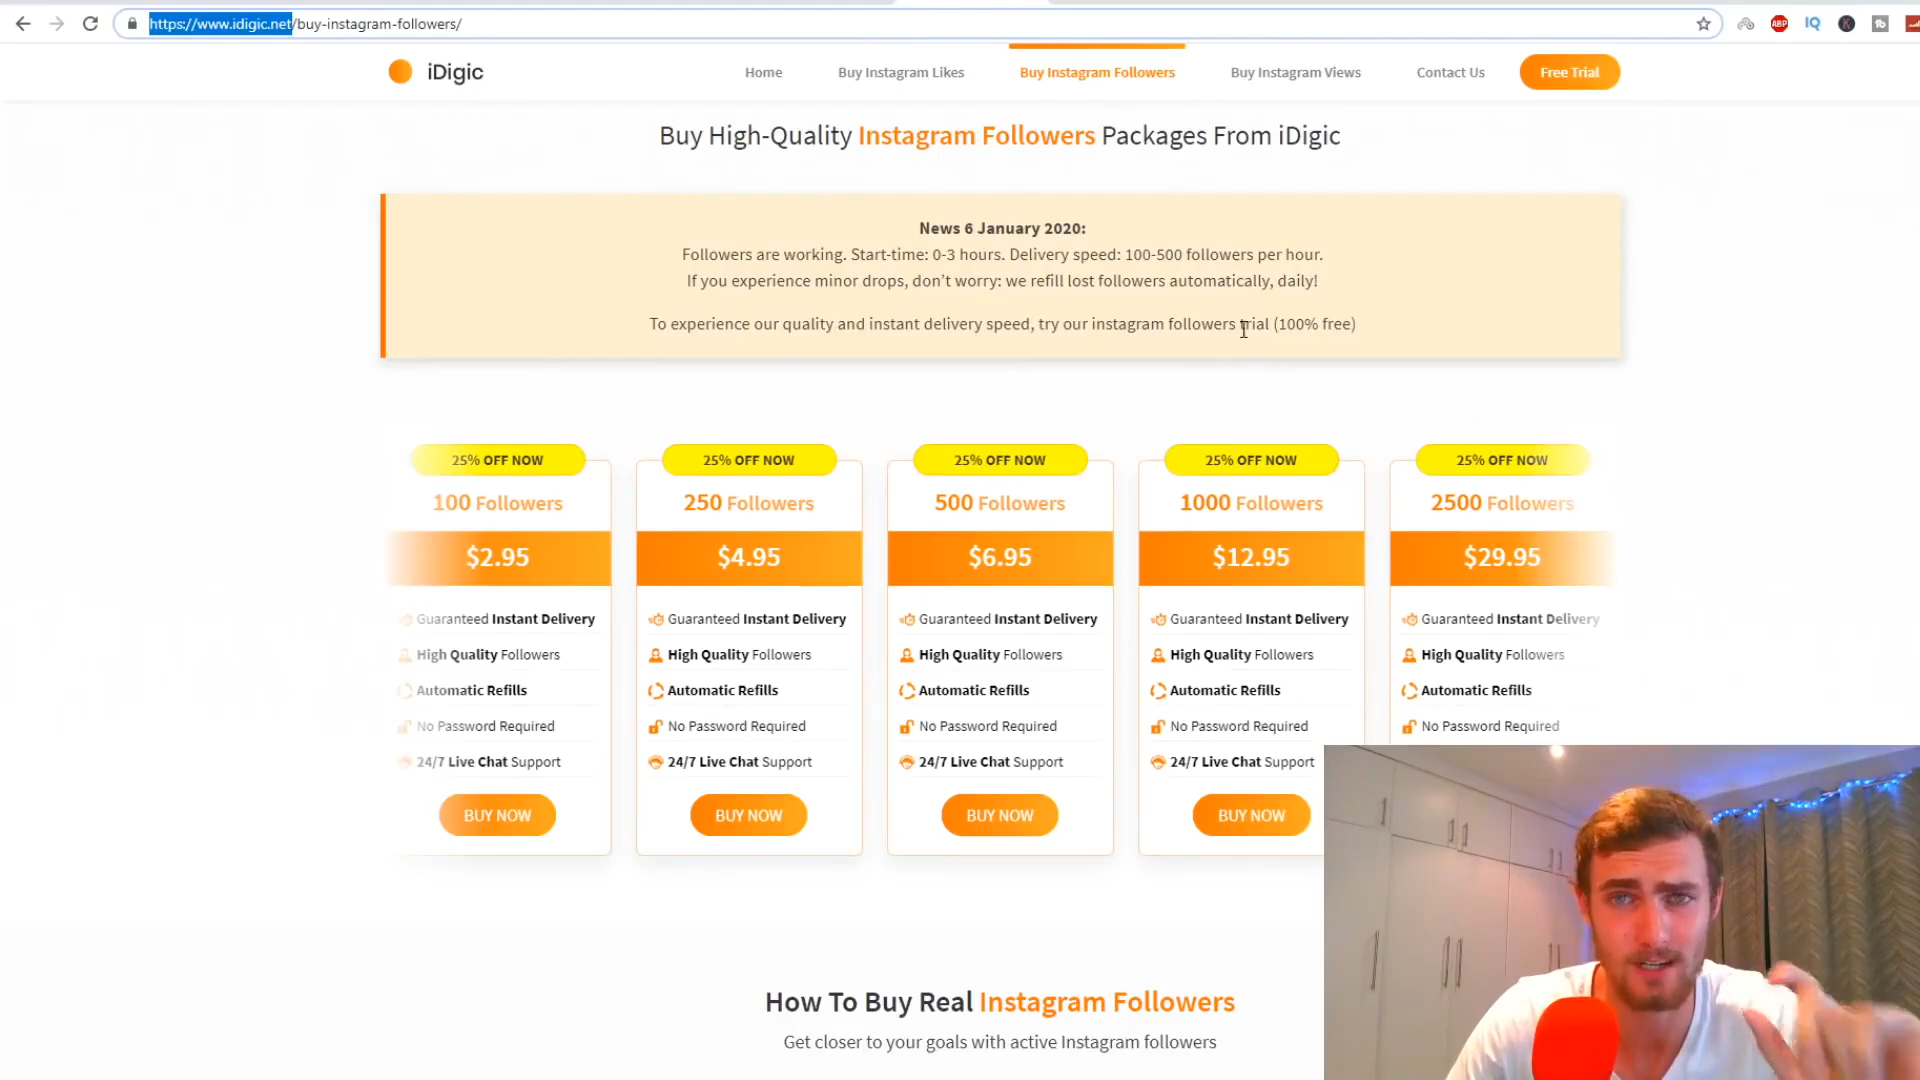 https://www.idigic.net/buy-instagram-followers/
ABP
IQ
iDigic
Home
Buy Instagram Likes
Buy Instagram Followers
Buy Instagram Views
Contact Us
Free Trial
Buy High-Quality Instagram Followers Packages From iDigic
News 6 January 2020:
Followers are working. Start-time: 0-3 hours. Delivery speed: 100-500 followers per hour.
If you experience minor drops, don't worry: we refill lost followers automatically, daily!
To experience our quality and instant delivery speed, try our instagram followers trial (100% free)
25% OFF NOW
100 Followers
$2.95
Guaranteed Instant Delivery
High Quality Followers
Automatic Refills
No Password Required
24/7 Live Chat Support
BUY NOW
25% OFF NOW
250 Followers
$4.95
Guaranteed Instant Delivery
High Quality Followers
Automatic Refills
No Password Required
24/7 Live Chat Support
BUY NOW
25% OFF NOW
500 Followers
$6.95
Guaranteed Instant Delivery
High Quality Followers
Automatic Refills
No Password Required
24/7 Live Chat Support
BUY NOW
25% OFF NOW
1000 Followers
$12.95
Guaranteed Instant Delivery
High Quality Followers
Automatic Refills
No Password Required
24/7 Live Chat Support
BUY NOW
25% OFF NOW
2500 Followers
$29.95
Guaranteed Instant Delivery
High Quality Followers
Automatic Refills
No Password Required
How To Buy Real Instagram Followers
Get closer to your goals with active Instagram followers